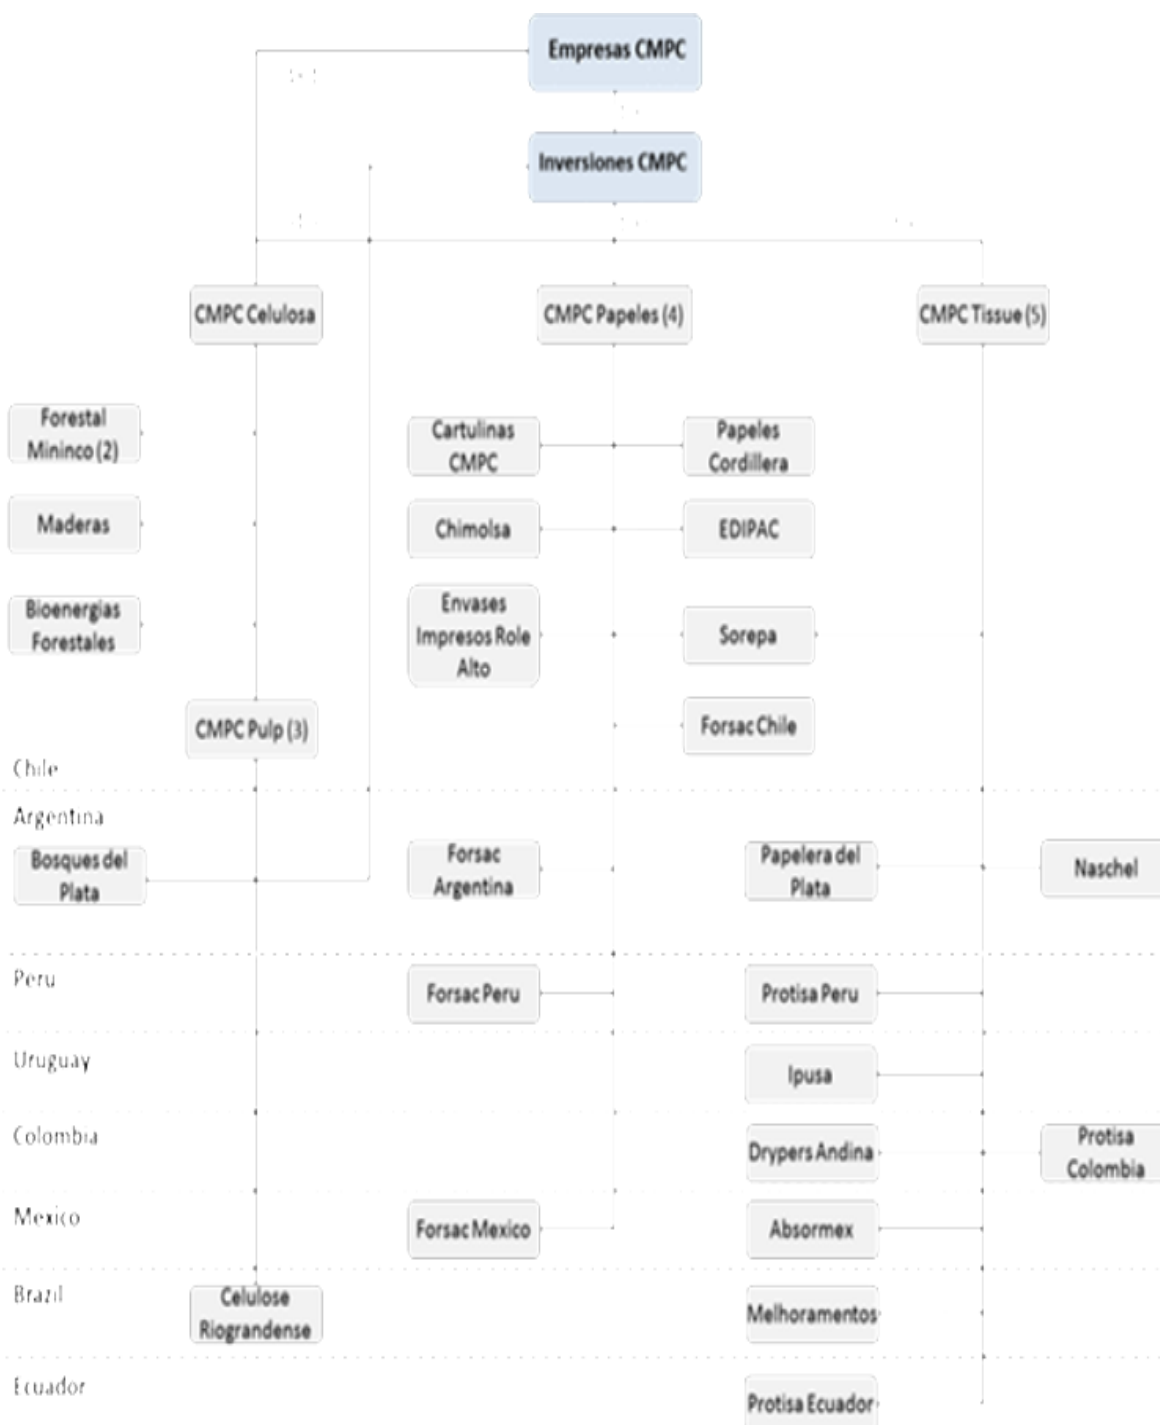 Empresas CMPC
Inversiones CMPC
CMPC Celulosa
CMPC Papeles (4)
CMPC Tissue (5)
Forestal
Mininco (2)
Cartulinas
CMPC
Papeles
Cordillera
Maderas
Chimolsa
EDIPAC
Bioenergias
Forestales
Envases
Impresos Role
Alto
Sorepa
CMPC Pulp (3)
Forsac Chile
Chile
Argentina
Bosques del
Plata
Forsac
Argentina
Papelera del
Plata
Naschel
Peru
Forsac Peru
Protisa Peru
Uruguay
Ipusa
Colombia
Drypers Andina
Protisa
Colombia
Mexico
Forsac Mexico
Absormex
Brazil
Celulose
Riograndense
Melhoramentos
Ecuador
Protisa Ecuador